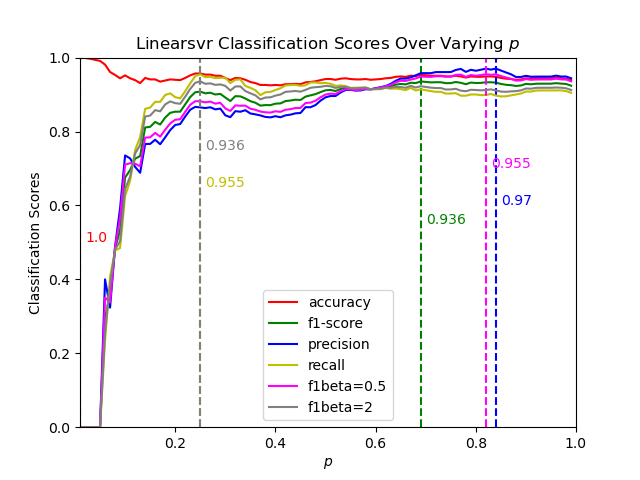 Linearsvr Classification Scores Over Varying p
Classification Scores
1.0
0.8
0.6
0.4
0.2
0.0
0.936
0.955
1.0
0.955
0.97
0.936
accuracy
f1-score
precision
recall
f1beta=0.5
f1beta=2
0.2
0.4
0.6
0.8
1.0
p